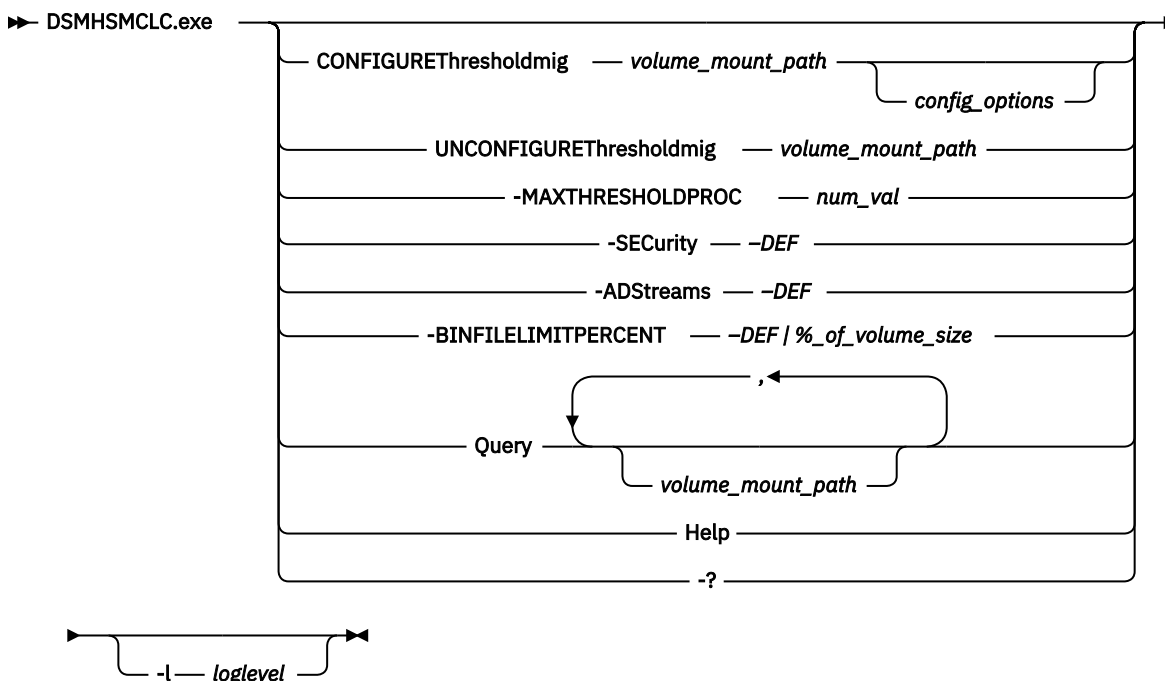 DSMHSMCLC.exe
CONFIGUREThresholdmig volume_mount_path
config_options
UNCONFIGUREThresholdmig volume_mount_path
-MAXTHRESHOLDPROC num_val
-SECurity –DEF
-ADStreams –DEF
-BINFILELIMITPERCENT –DEF | %_of_volume_size
,
Query
volume_mount_path
Help
-?
-l loglevel